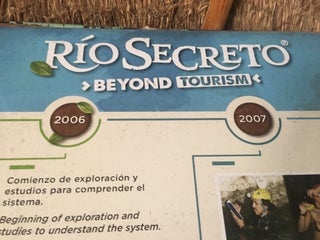 RÍO SECRETO®
BEYOND TOURISM
2006
2007
Comienzo de exploración y
estudios para comprender el
sistema.
Beginning of exploration and
studies to understand the system.